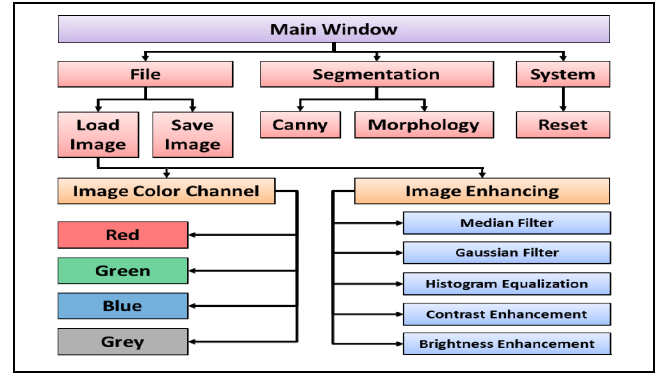 Main Window
File
Segmentation
System
Load
Image
Save
Image
Canny
Morphology
Reset
Image Color Channel
Image Enhancing
Red
Green
Blue
Grey
Median Filter
Gaussian Filter
Histogram Equalization
Contrast Enhancement
Brightness Enhancement